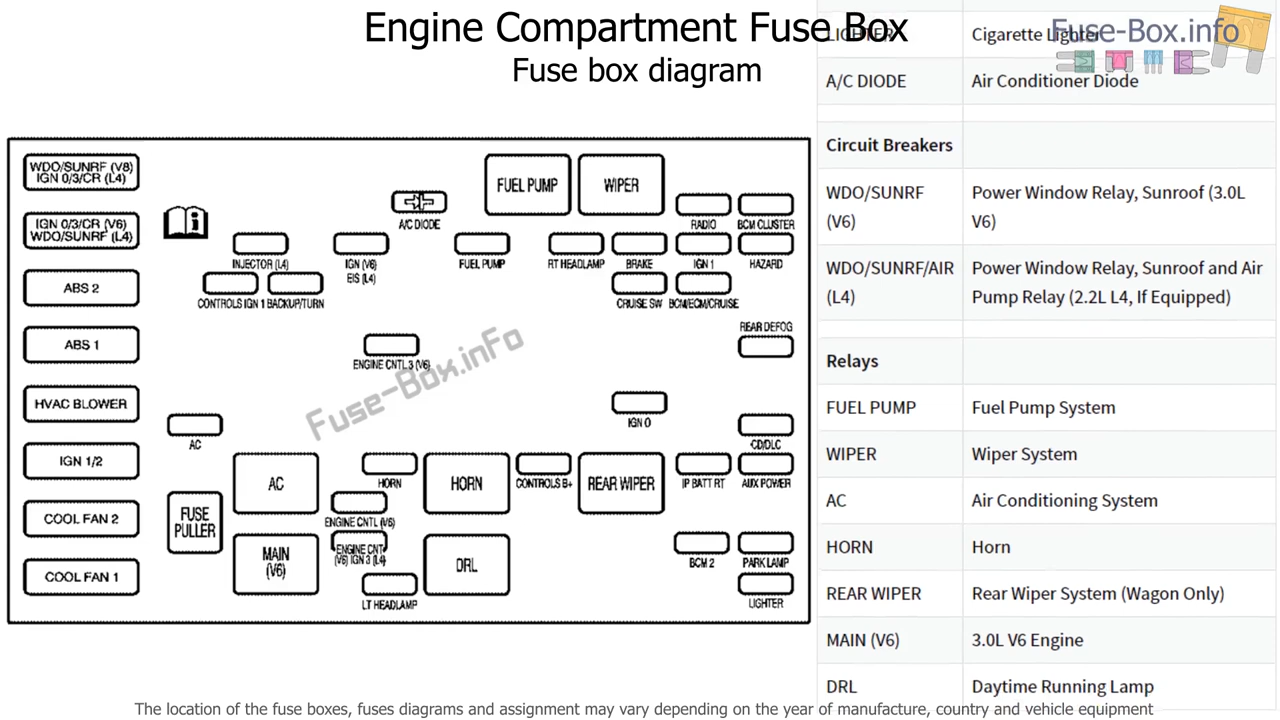 Engine Compartment Fuse Box
Fuse box diagram
Fuse-Box.info
LIGHTER Cigarette Lighter
A/C DIODE Air Conditioner Diode
Circuit Breakers
WDO/SUNRF Power Window Relay, Sunroof (3.0L
(V6) V6)
WDO/SUNRF/AIR Power Window Relay, Sunroof and Air
(L4) Pump Relay (2.2L L4, If Equipped)
Relays
FUEL PUMP Fuel Pump System
WIPER Wiper System
AC Air Conditioning System
HORN Horn
REAR WIPER Rear Wiper System (Wagon Only)
MAIN (V6) 3.0L V6 Engine
DRL Daytime Running Lamp
WDO/SUNRF (V8)
IGN 0/3/CR (L4)
IGN 0/3/CR (V6)
WDO/SUNRF (L4)
ABS 2
ABS 1
HVAC BLOWER
IGN 1/2
COOL FAN 2
COOL FAN 1
A/C DIODE
FUEL PUMP
WIPER
RADIO
BCM CLUSTER
INJECTOR (L4)
IGN (V6)
EIS (L4)
FUEL PUMP
RT HEADLAMP
BRAKE
IGN 1
HAZARD
CONTROLS IGN 1
BACKUP/TURN
CRUISE SW
BCM/ECM/CRUISE
REAR DEFOG
ENGINE CNTL 3 (V6)
Fuse-Box.inFo
IGN 0
AC
CD/DLC
AC
HORN
HORN
CONTROLS B+
REAR WIPER
IP BATT RT
AUX POWER
FUSE
PULLER
ENGINE CNTL (V6)
MAIN
(V6)
ENGINE CNT
(V6) IGN 3 (L4)
DRL
BCM 2
PARK LAMP
LT HEADLAMP
LIGHTER
The location of the fuse boxes, fuses diagrams and assignment may vary depending on the year of manufacture, country and vehicle equipment